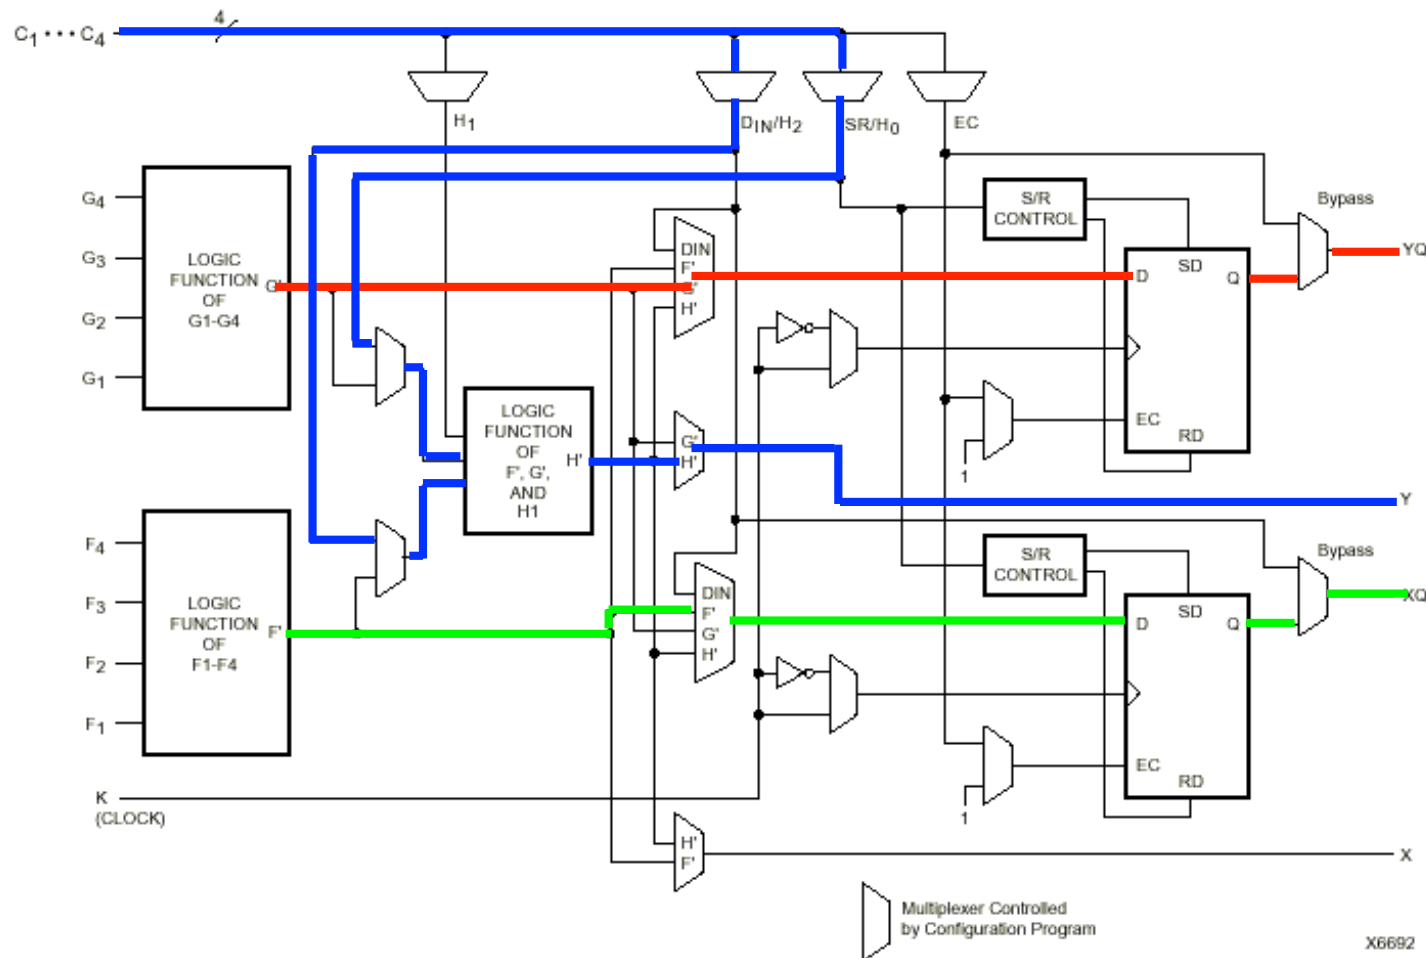 4
C1 ••• C4
H1
DIN/H2
SR/H0
EC
G4
G3
G2
G1
LOGIC
FUNCTION
OF
G1-G4
G'
DIN
F'
G'
H'
S/R
CONTROL
Bypass
YQ
D
SD
Q
EC
RD
1
LOGIC
FUNCTION
OF
F', G',
AND
H1
H'
G'
H'
Y
F4
F3
F2
F1
LOGIC
FUNCTION
OF
F1-F4
F'
DIN
F'
G'
H'
S/R
CONTROL
Bypass
XQ
D
SD
Q
EC
RD
1
K
(CLOCK)
H'
F'
X
Multiplexer Controlled
by Configuration Program
X6692